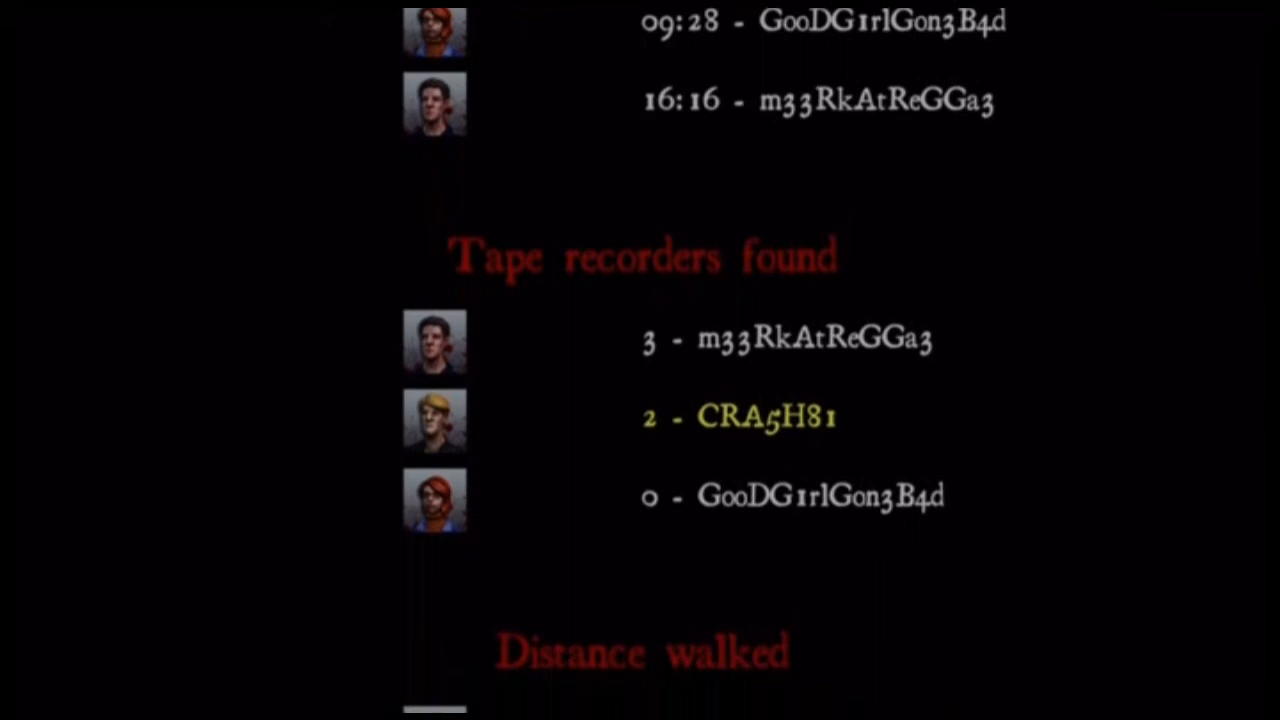 09:28 - GooDG1rlGon3B4d
16:16 - m33RkAtReGGa3
Tape recorders found
3 - m33RkAtReGGa3
2 - CRA5H81
0 - GooDG1rlGon3B4d
Distance walked